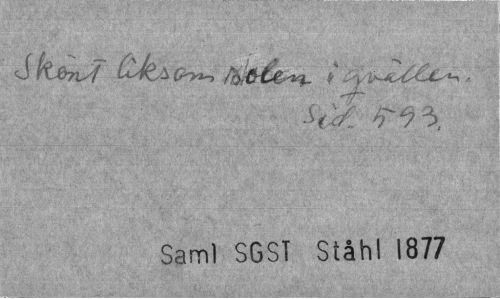 Skönt liksom solen i qvällen.
Sid. 593.
Saml SGST Ståhl 1877